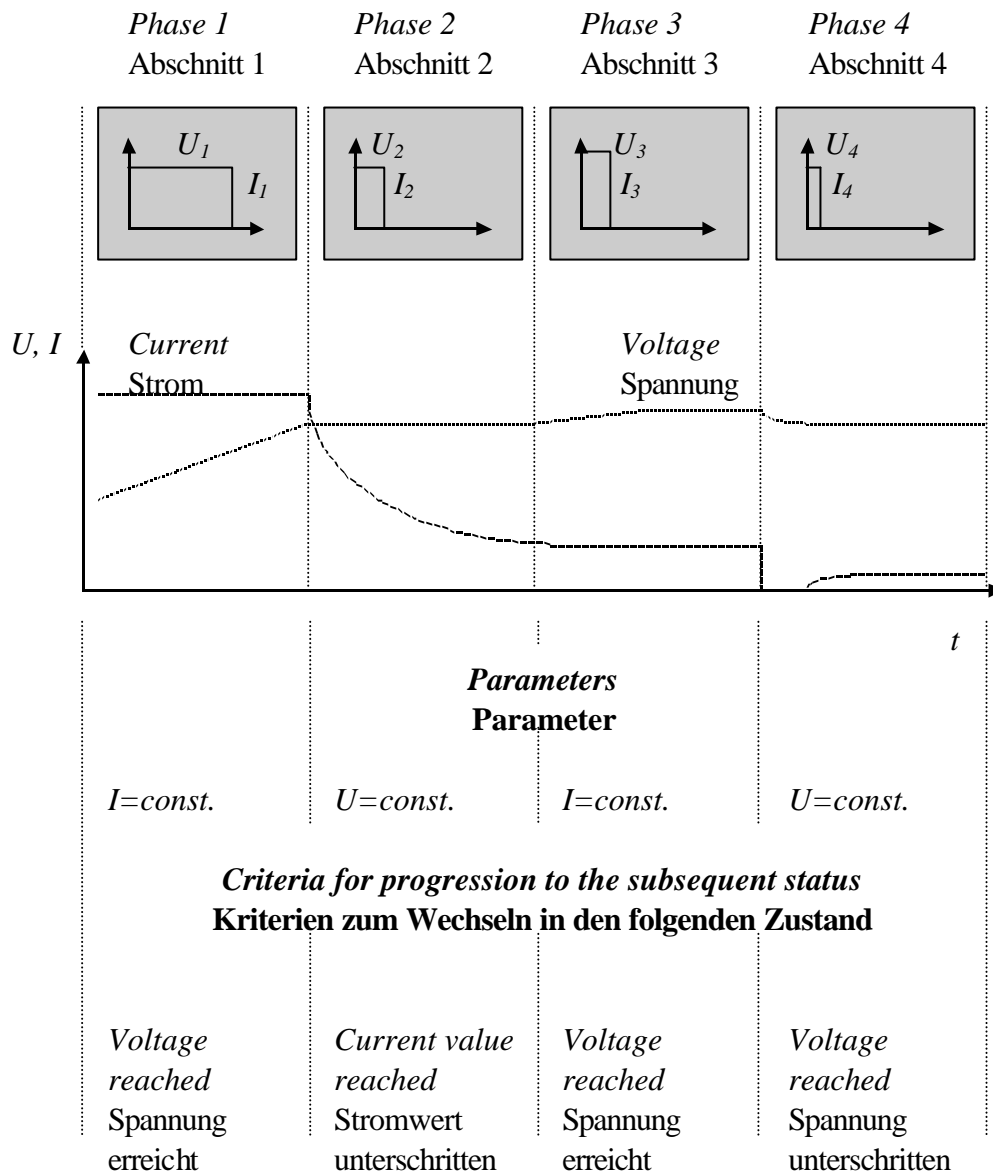 Phase 1
Abschnitt 1
Phase 2
Abschnitt 2
Phase 3
Abschnitt 3
Phase 4
Abschnitt 4
U1
I1
U2
I2
U3
I3
U4
I4
U, I
Current
Strom
Voltage
Spannung
t
Parameters
Parameter
I=const.
U=const.
I=const.
U=const.
Criteria for progression to the subsequent status
Kriterien zum Wechseln in den folgenden Zustand
Voltage
reached
Spannung
erreicht
Current value
reached
Stromwert
unterschritten
Voltage
reached
Spannung
erreicht
Voltage
reached
Spannung
unterschritten